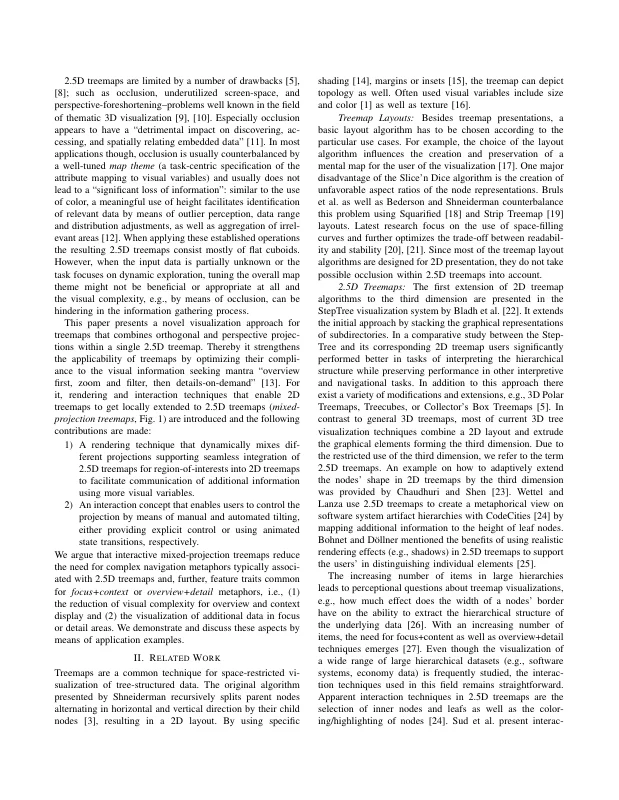 2.5D treemaps are limited by a number of drawbacks [5],
[8]; such as occlusion, underutilized screen-space, and
perspective-foreshortening–problems well known in the field
of thematic 3D visualization [9], [10]. Especially occlusion
appears to have a “detrimental impact on discovering, ac-
cessing, and spatially relating embedded data” [11]. In most
applications though, occlusion is usually counterbalanced by
a well-tuned map theme (a task-centric specification of the
attribute mapping to visual variables) and usually does not
lead to a “significant loss of information”: similar to the use
of color, a meaningful use of height facilitates identification
of relevant data by means of outlier perception, data range
and distribution adjustments, as well as aggregation of irrel-
evant areas [12]. When applying these established operations
the resulting 2.5D treemaps consist mostly of flat cuboids.
However, when the input data is partially unknown or the
task focuses on dynamic exploration, tuning the overall map
theme might not be beneficial or appropriate at all and
the visual complexity, e.g., by means of occlusion, can be
hindering in the information gathering process.
This paper presents a novel visualization approach for
treemaps that combines orthogonal and perspective projec-
tions within a single 2.5D treemap. Thereby it strengthens
the applicability of treemaps by optimizing their compli-
ance to the visual information seeking mantra “overview
first, zoom and filter, then details-on-demand” [13]. For
it, rendering and interaction techniques that enable 2D
treemaps to get locally extended to 2.5D treemaps (mixed-
projection treemaps, Fig. 1) are introduced and the following
contributions are made:
1) A rendering technique that dynamically mixes dif-
ferent projections supporting seamless integration of
2.5D treemaps for region-of-interests into 2D treemaps
to facilitate communication of additional information
using more visual variables.
2) An interaction concept that enables users to control the
projection by means of manual and automated tilting,
either providing explicit control or using animated
state transitions, respectively.
We argue that interactive mixed-projection treemaps reduce
the need for complex navigation metaphors typically associ-
ated with 2.5D treemaps and, further, feature traits common
for focus+context or overview+detail metaphors, i.e., (1)
the reduction of visual complexity for overview and context
display and (2) the visualization of additional data in focus
or detail areas. We demonstrate and discuss these aspects by
means of application examples.
II. RELATED WORK
Treemaps are a common technique for space-restricted vi-
sualization of tree-structured data. The original algorithm
presented by Shneiderman recursively splits parent nodes
alternating in horizontal and vertical direction by their child
nodes [3], resulting in a 2D layout. By using specific
shading [14], margins or insets [15], the treemap can depict
topology as well. Often used visual variables include size
and color [1] as well as texture [16].
Treemap Layouts: Besides treemap presentations, a
basic layout algorithm has to be chosen according to the
particular use cases. For example, the choice of the layout
algorithm influences the creation and preservation of a
mental map for the user of the visualization [17]. One major
disadvantage of the Slice’n Dice algorithm is the creation of
unfavorable aspect ratios of the node representations. Bruls
et al. as well as Bederson and Shneiderman counterbalance
this problem using Squarified [18] and Strip Treemap [19]
layouts. Latest research focus on the use of space-filling
curves and further optimizes the trade-off between readabil-
ity and stability [20], [21]. Since most of the treemap layout
algorithms are designed for 2D presentation, they do not take
possible occlusion within 2.5D treemaps into account.
2.5D Treemaps: The first extension of 2D treemap
algorithms to the third dimension are presented in the
StepTree visualization system by Bladh et al. [22]. It extends
the initial approach by stacking the graphical representations
of subdirectories. In a comparative study between the Step-
Tree and its corresponding 2D treemap users significantly
performed better in tasks of interpreting the hierarchical
structure while preserving performance in other interpretive
and navigational tasks. In addition to this approach there
exist a variety of modifications and extensions, e.g., 3D Polar
Treemaps, Treecubes, or Collector’s Box Treemaps [5]. In
contrast to general 3D treemaps, most of current 3D tree
visualization techniques combine a 2D layout and extrude
the graphical elements forming the third dimension. Due to
the restricted use of the third dimension, we refer to the term
2.5D treemaps. An example on how to adaptively extend
the nodes’ shape in 2D treemaps by the third dimension
was provided by Chaudhuri and Shen [23]. Wettel and
Lanza use 2.5D treemaps to create a metaphorical view on
software system artifact hierarchies with CodeCities [24] by
mapping additional information to the height of leaf nodes.
Bohnet and Döllner mentioned the benefits of using realistic
rendering effects (e.g., shadows) in 2.5D treemaps to support
the users’ in distinguishing individual elements [25].
The increasing number of items in large hierarchies
leads to perceptional questions about treemap visualizations,
e.g., how much effect does the width of a nodes’ border
have on the ability to extract the hierarchical structure of
the underlying data [26]. With an increasing number of
items, the need for focus+content as well as overview+detail
techniques emerges [27]. Even though the visualization of
a wide range of large hierarchical datasets (e.g., software
systems, economy data) is frequently studied, the interac-
tion techniques used in this field remains straightforward.
Apparent interaction techniques in 2.5D treemaps are the
selection of inner nodes and leafs as well as the color-
ing/highlighting of nodes [24]. Sud et al. present interac-